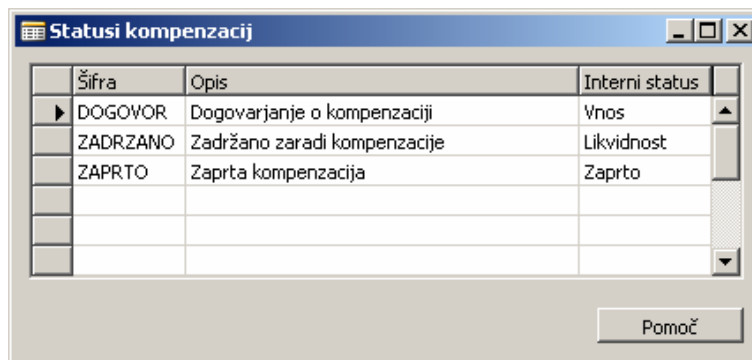 Statusi kompenzacij
Šifra Opis Interni status
DOGOVOR Dogovarjanje o kompenzaciji Vnos
ZADRZANO Zadržano zaradi kompenzacije Likvidnost
ZAPRTO Zaprta kompenzacija Zaprto
Pomoč